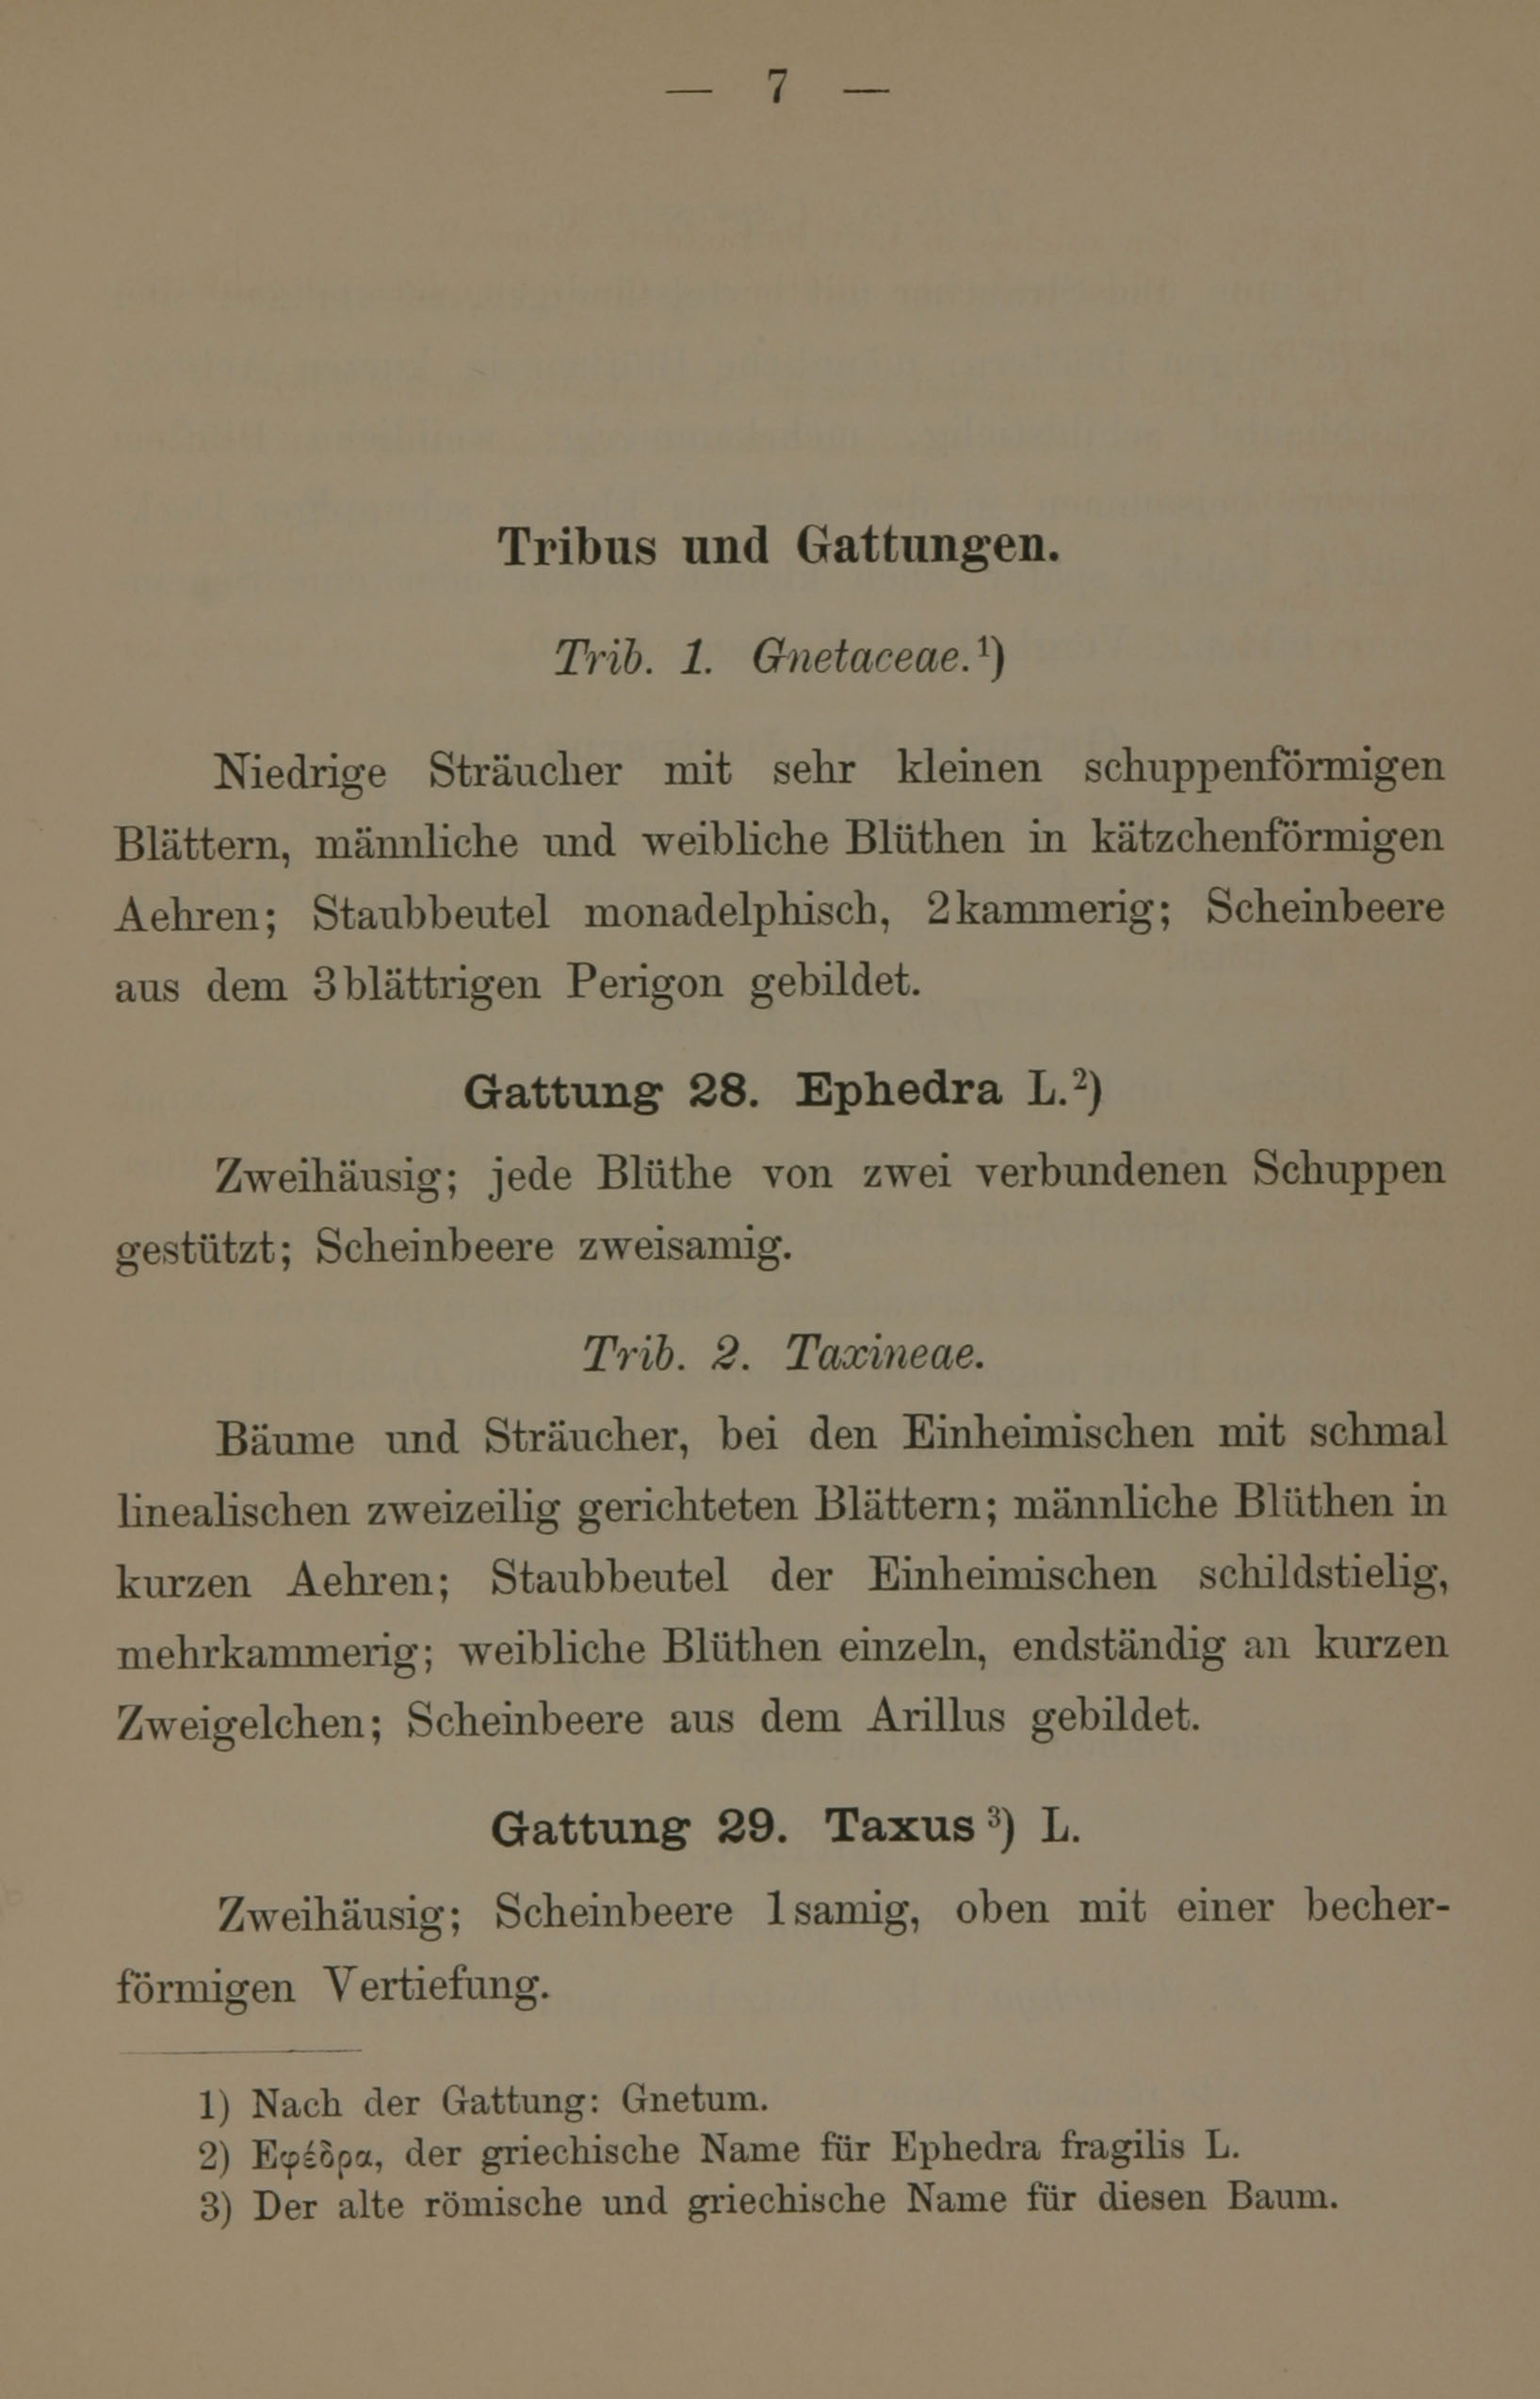 — 7 —
Tribus und Gattungen.
Trib. 1. Gnetaceae.¹)
Niedrige Sträucher mit sehr kleinen schuppenförmigen
Blättern, männliche und weibliche Blüthen in kätzchenförmigen
Aehren; Staubbeutel monadelphisch, 2kammerig; Scheinbeere
aus dem 3blättrigen Perigon gebildet.
Gattung 28. Ephedra L.²)
Zweihäusig; jede Blüthe von zwei verbundenen Schuppen
gestützt; Scheinbeere zweisamig.
Trib. 2. Taxineae.
Bäume und Sträucher, bei den Einheimischen mit schmal
linealischen zweizeilig gerichteten Blättern; männliche Blüthen in
kurzen Aehren; Staubbeutel der Einheimischen schildstielig,
mehrkammerig; weibliche Blüthen einzeln, endständig an kurzen
Zweigelchen; Scheinbeere aus dem Arillus gebildet.
Gattung 29. Taxus³) L.
Zweihäusig; Scheinbeere 1samig, oben mit einer becher-
förmigen Vertiefung.
1) Nach der Gattung: Gnetum.
2) Εφέδρα, der griechische Name für Ephedra fragilis L.
3) Der alte römische und griechische Name für diesen Baum.